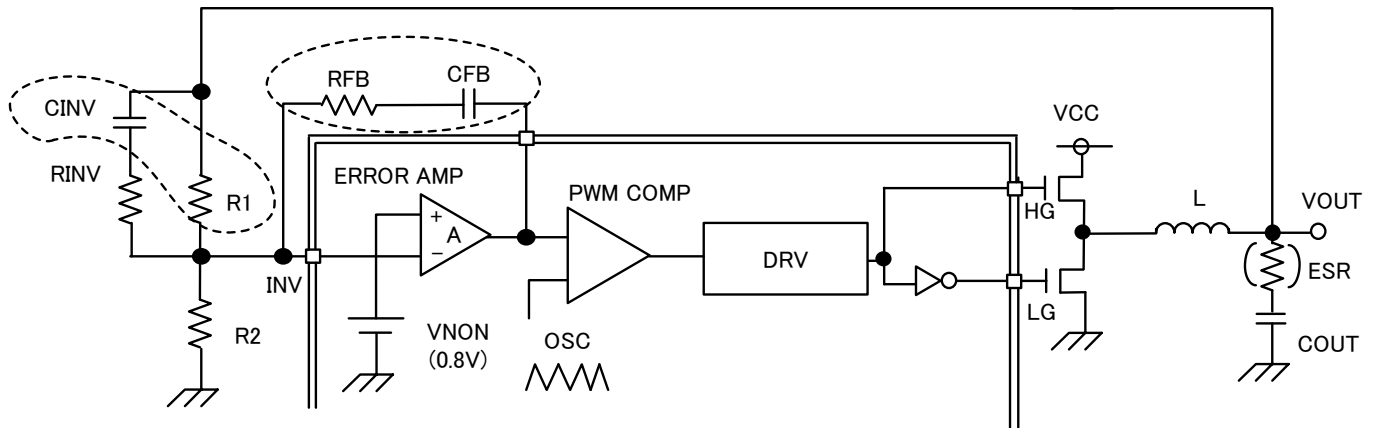 RFB
CFB
CINV
VCC
RINV
R1
ERROR AMP
PWM COMP
HG
L
VOUT
+
A
−
DRV
ESR
INV
LG
R2
VNON
(0.8V)
OSC
COUT